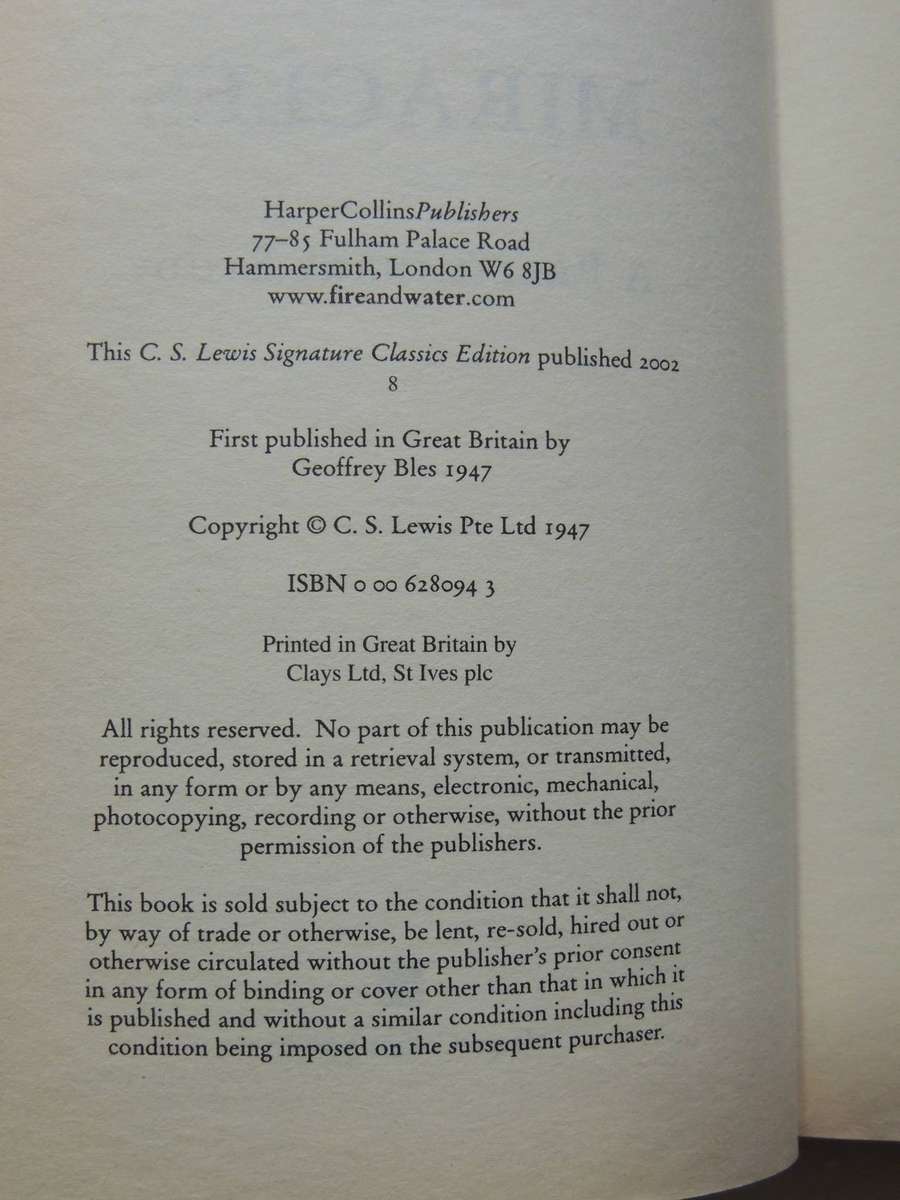 HarperCollinsPublishers
77–85 Fulham Palace Road
Hammersmith, London W6 8JB
www.fireandwater.com
This C. S. Lewis Signature Classics Edition published 2002
8
First published in Great Britain by
Geoffrey Bles 1947
Copyright © C. S. Lewis Pte Ltd 1947
ISBN 0 00 628094 3
Printed in Great Britain by
Clays Ltd, St Ives plc
All rights reserved. No part of this publication may be
reproduced, stored in a retrieval system, or transmitted,
in any form or by any means, electronic, mechanical,
photocopying, recording or otherwise, without the prior
permission of the publishers.
This book is sold subject to the condition that it shall not,
by way of trade or otherwise, be lent, re-sold, hired out or
otherwise circulated without the publisher's prior consent
in any form of binding or cover other than that in which it
is published and without a similar condition including this
condition being imposed on the subsequent purchaser.